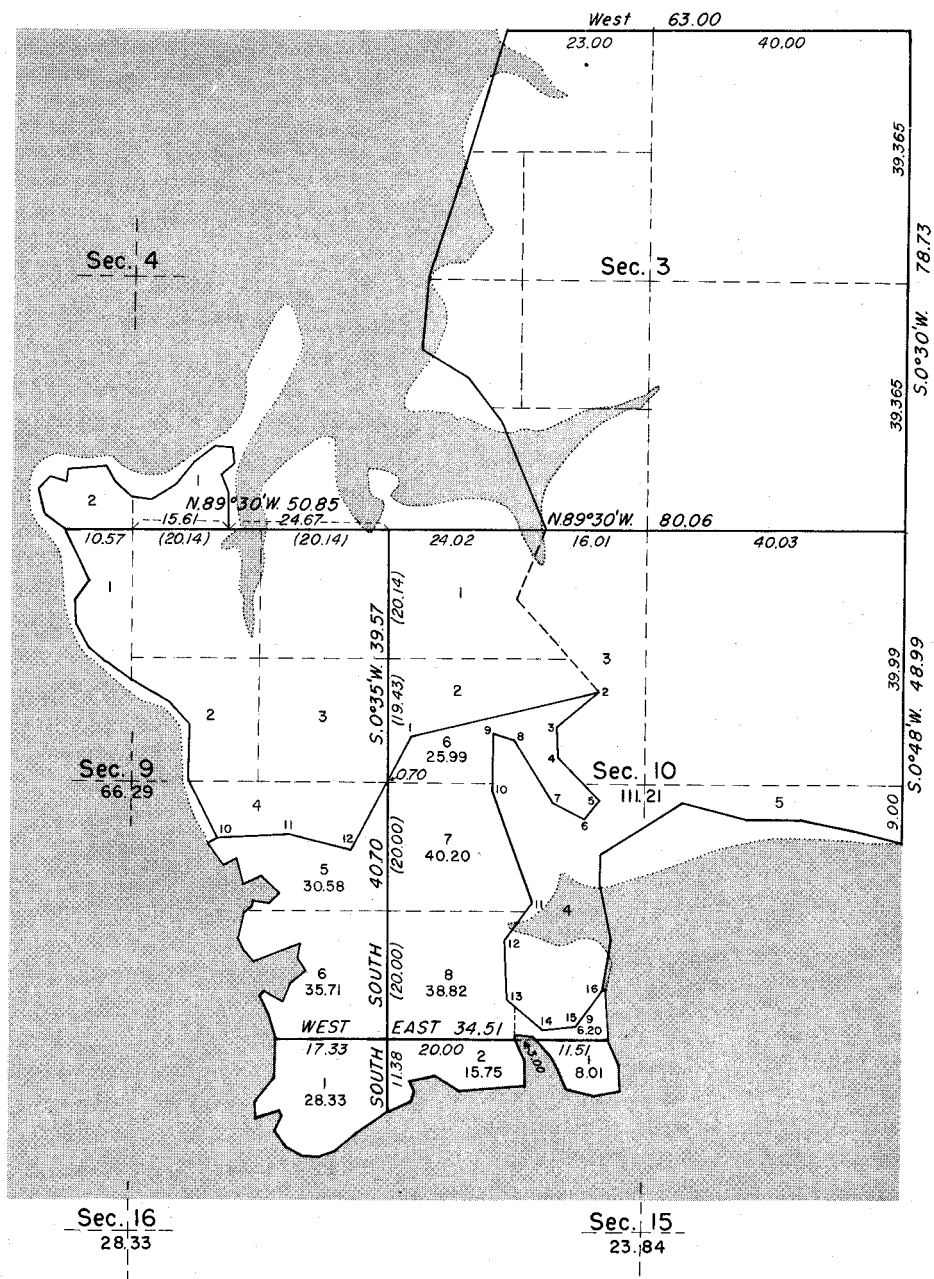 West 63.00
23.00 40.00
39.365
S.0°30'W. 78.73
Sec. 4
Sec. 3
39.365
1
2
N.89°30'W. 50.85
N.89°30'W. 80.06
15.61 24.67
10.57 (20.14) (20.14) 24.02 16.01 40.03
1
1
(20.14)
S.0°35'W. 39.57
3
39.99
S.0°48'W. 48.99
2
2
3
(19.43)
2
1
3
9 8
6
25.99
4
Sec. 9
66.29
0.70
Sec. 10
111.21
10
7 5
6
4
5
9.00
10 11 12
7
40.20
(20.00)
SOUTH 40.70
5
30.58
11
4
12
6
35.71
8
38.82
(20.00)
16
13
14 15 9
6.20
WEST EAST 34.51
17.33 20.00 11.51
2
15.75
43.00
1
8.01
SOUTH 11.38
1
28.33
Sec. 16
28.33
Sec. 15
23.84